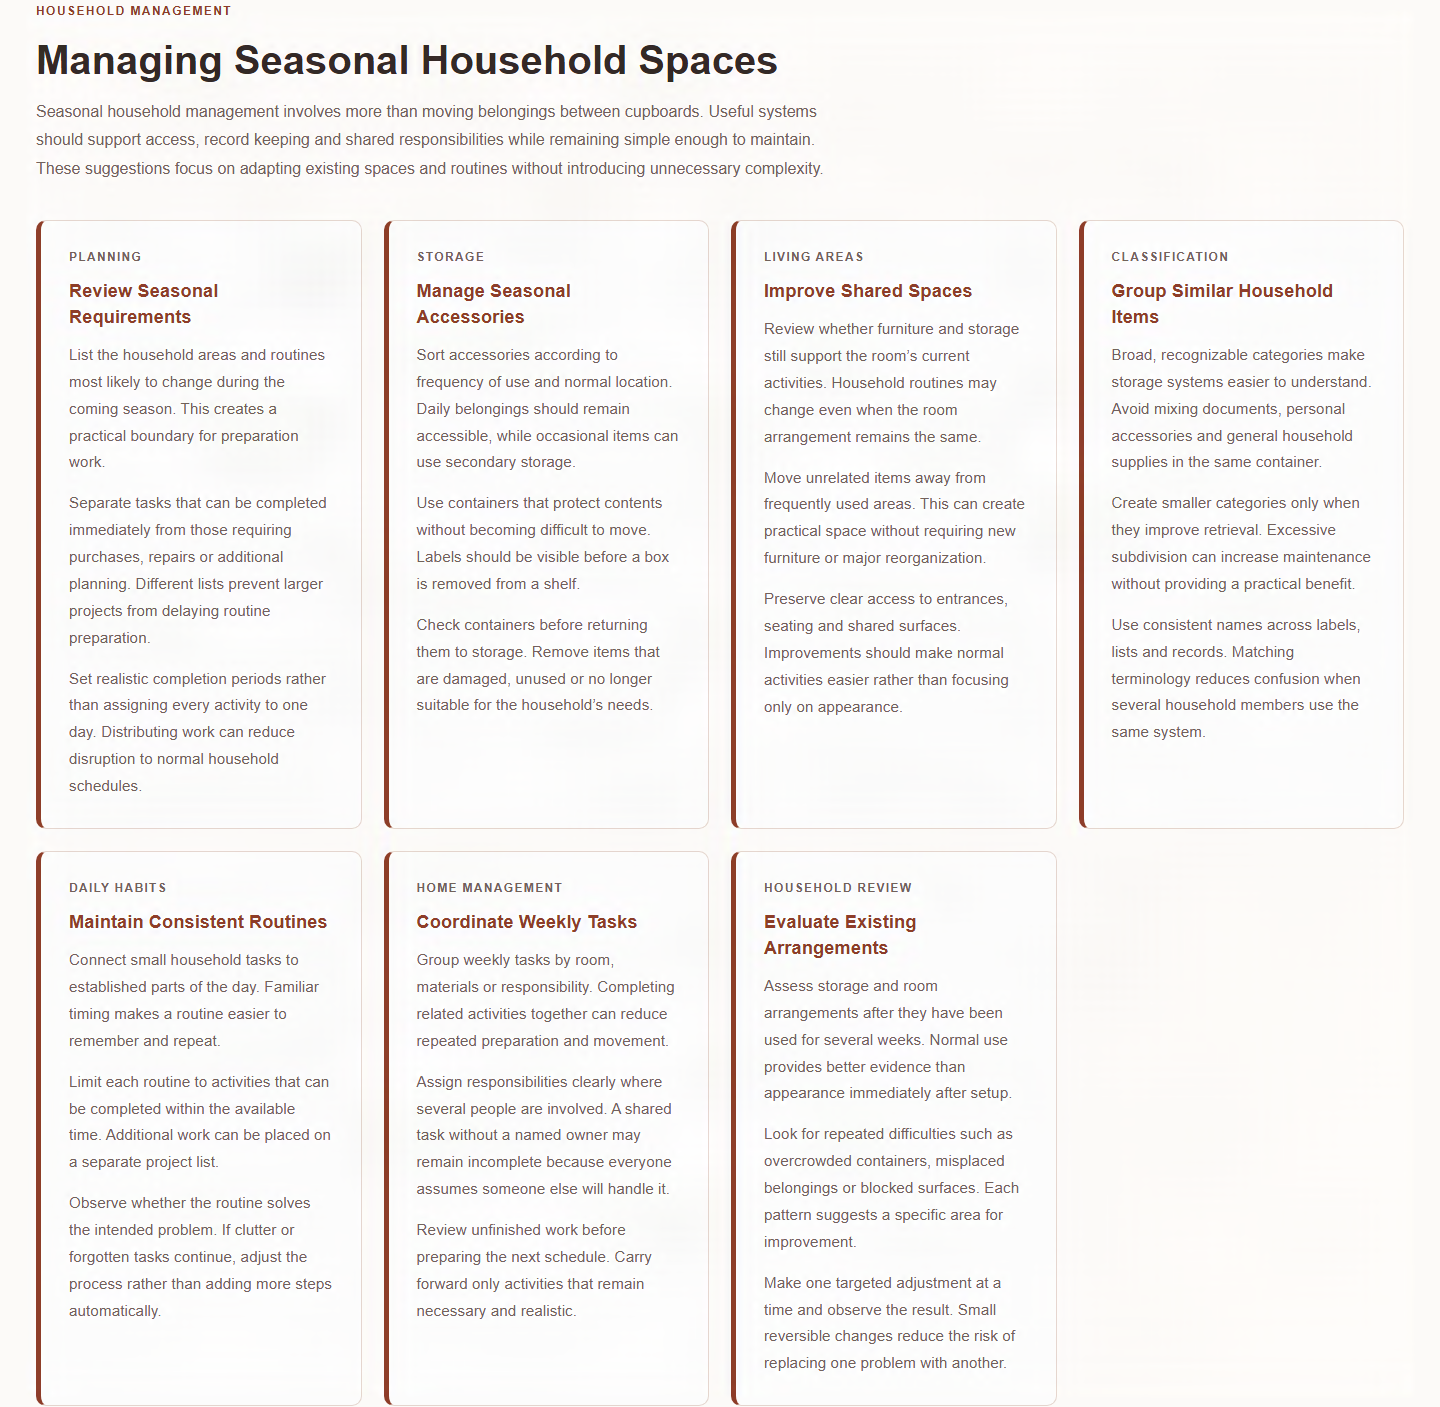 HOUSEHOLD MANAGEMENT
Managing Seasonal Household Spaces
Seasonal household management involves more than moving belongings between cupboards. Useful systems
should support access, record keeping and shared responsibilities while remaining simple enough to maintain.
These suggestions focus on adapting existing spaces and routines without introducing unnecessary complexity.
PLANNING
Review Seasonal
Requirements
List the household areas and routines
most likely to change during the
coming season. This creates a
practical boundary for preparation
work.
Separate tasks that can be completed
immediately from those requiring
purchases, repairs or additional
planning. Different lists prevent larger
projects from delaying routine
preparation.
Set realistic completion periods rather
than assigning every activity to one
day. Distributing work can reduce
disruption to normal household
schedules.
STORAGE
Manage Seasonal
Accessories
Sort accessories according to
frequency of use and normal location.
Daily belongings should remain
accessible, while occasional items can
use secondary storage.
Use containers that protect contents
without becoming difficult to move.
Labels should be visible before a box
is removed from a shelf.
Check containers before returning
them to storage. Remove items that
are damaged, unused or no longer
suitable for the household’s needs.
LIVING AREAS
Improve Shared Spaces
Review whether furniture and storage
still support the room’s current
activities. Household routines may
change even when the room
arrangement remains the same.
Move unrelated items away from
frequently used areas. This can create
practical space without requiring new
furniture or major reorganization.
Preserve clear access to entrances,
seating and shared surfaces.
Improvements should make normal
activities easier rather than focusing
only on appearance.
CLASSIFICATION
Group Similar Household
Items
Broad, recognizable categories make
storage systems easier to understand.
Avoid mixing documents, personal
accessories and general household
supplies in the same container.
Create smaller categories only when
they improve retrieval. Excessive
subdivision can increase maintenance
without providing a practical benefit.
Use consistent names across labels,
lists and records. Matching
terminology reduces confusion when
several household members use the
same system.
DAILY HABITS
Maintain Consistent Routines
Connect small household tasks to
established parts of the day. Familiar
timing makes a routine easier to
remember and repeat.
Limit each routine to activities that can
be completed within the available
time. Additional work can be placed on
a separate project list.
Observe whether the routine solves
the intended problem. If clutter or
forgotten tasks continue, adjust the
process rather than adding more steps
automatically.
HOME MANAGEMENT
Coordinate Weekly Tasks
Group weekly tasks by room,
materials or responsibility. Completing
related activities together can reduce
repeated preparation and movement.
Assign responsibilities clearly where
several people are involved. A shared
task without a named owner may
remain incomplete because everyone
assumes someone else will handle it.
Review unfinished work before
preparing the next schedule. Carry
forward only activities that remain
necessary and realistic.
HOUSEHOLD REVIEW
Evaluate Existing
Arrangements
Assess storage and room
arrangements after they have been
used for several weeks. Normal use
provides better evidence than
appearance immediately after setup.
Look for repeated difficulties such as
overcrowded containers, misplaced
belongings or blocked surfaces. Each
pattern suggests a specific area for
improvement.
Make one targeted adjustment at a
time and observe the result. Small
reversible changes reduce the risk of
replacing one problem with another.